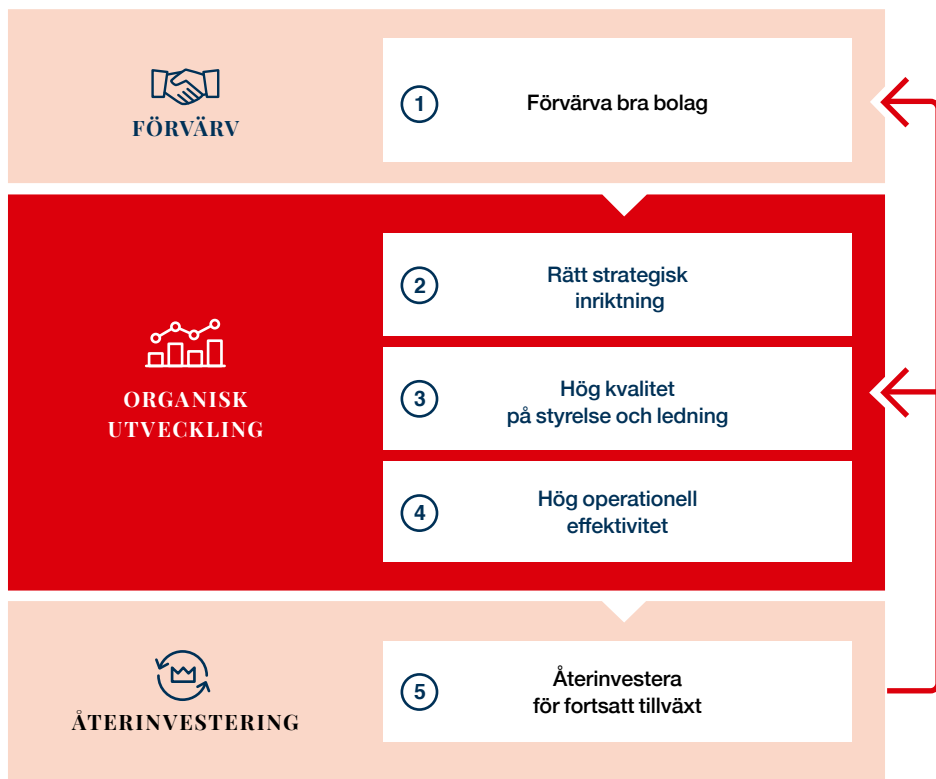 FÖRVÄRV
1
Förvärva bra bolag
ORGANISK
UTVECKLING
2
Rätt strategisk
inriktning
3
Hög kvalitet
på styrelse och ledning
4
Hög operationell
effektivitet
ÅTERINVESTERING
5
Återinvestera
för fortsatt tillväxt